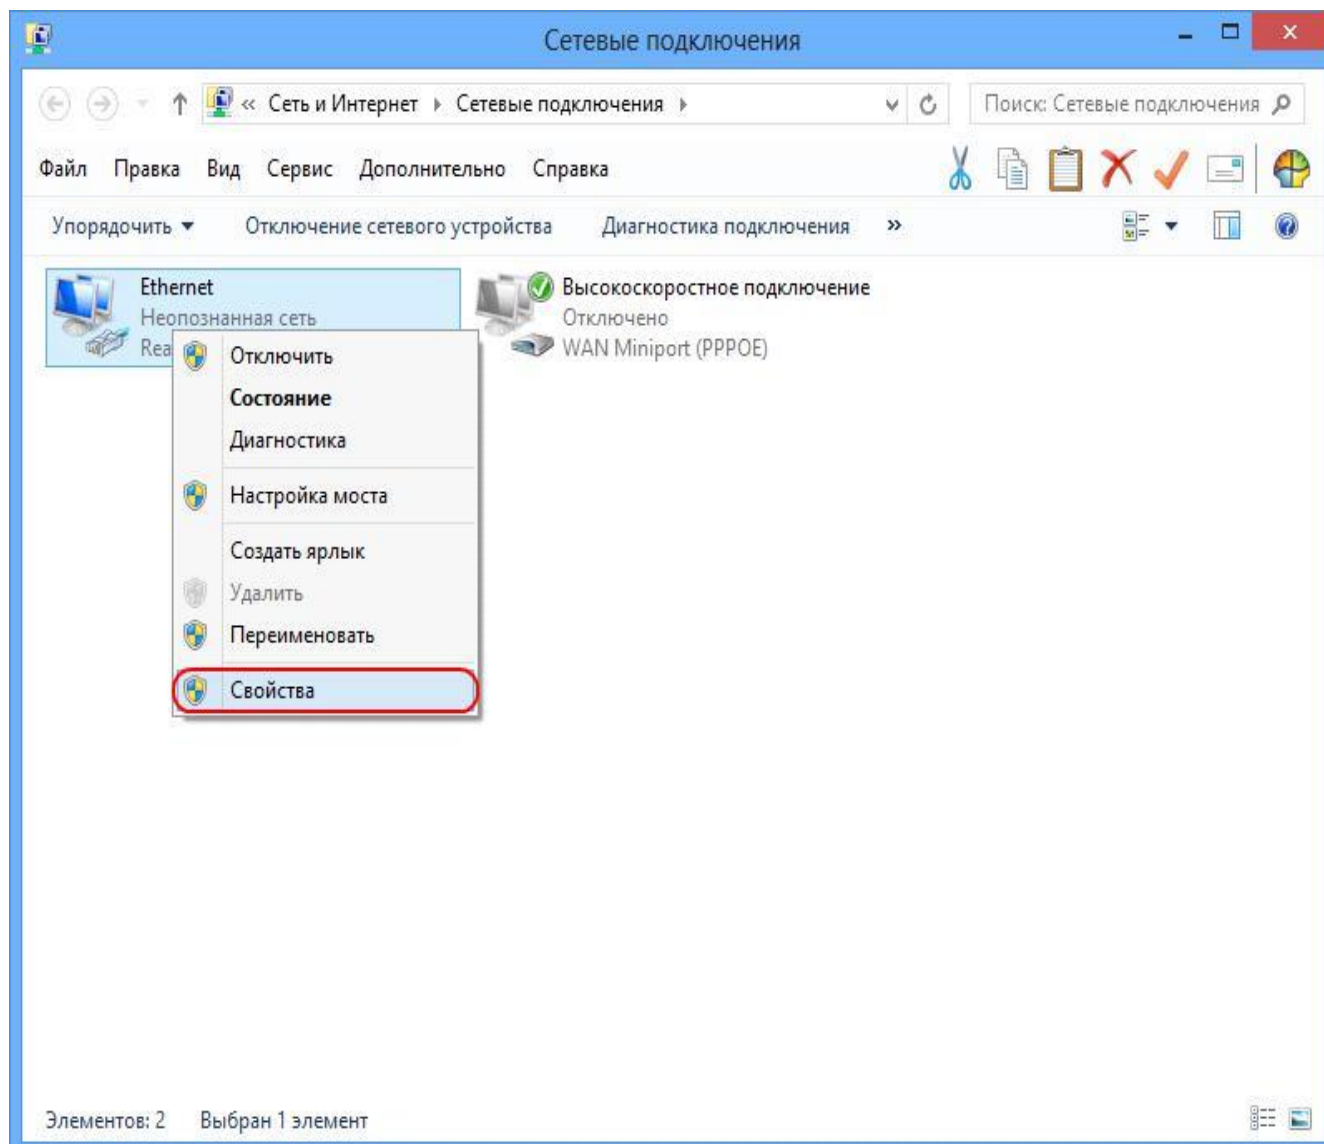 Сетевые подключения
« Сеть и Интернет Сетевые подключения
Поиск: Сетевые подключения
Файл Правка Вид Сервис Дополнительно Справка
Упорядочить Отключение сетевого устройства Диагностика подключения »
Ethernet
Неопознанная сеть
Rea
Высокоскоростное подключение
Отключено
WAN Miniport (PPPOE)
Отключить
Состояние
Диагностика
Настройка моста
Создать ярлык
Удалить
Переименовать
Свойства
Элементов: 2 Выбран 1 элемент